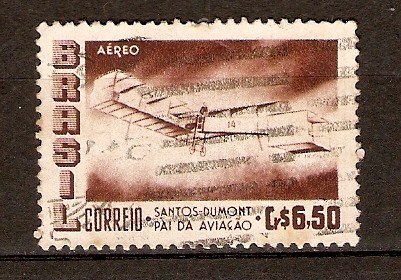 BRASIL
AÉREO
14
CORREIO • SANTOS-DUMONT PAI DA AVIAÇÃO • Cr$6,50